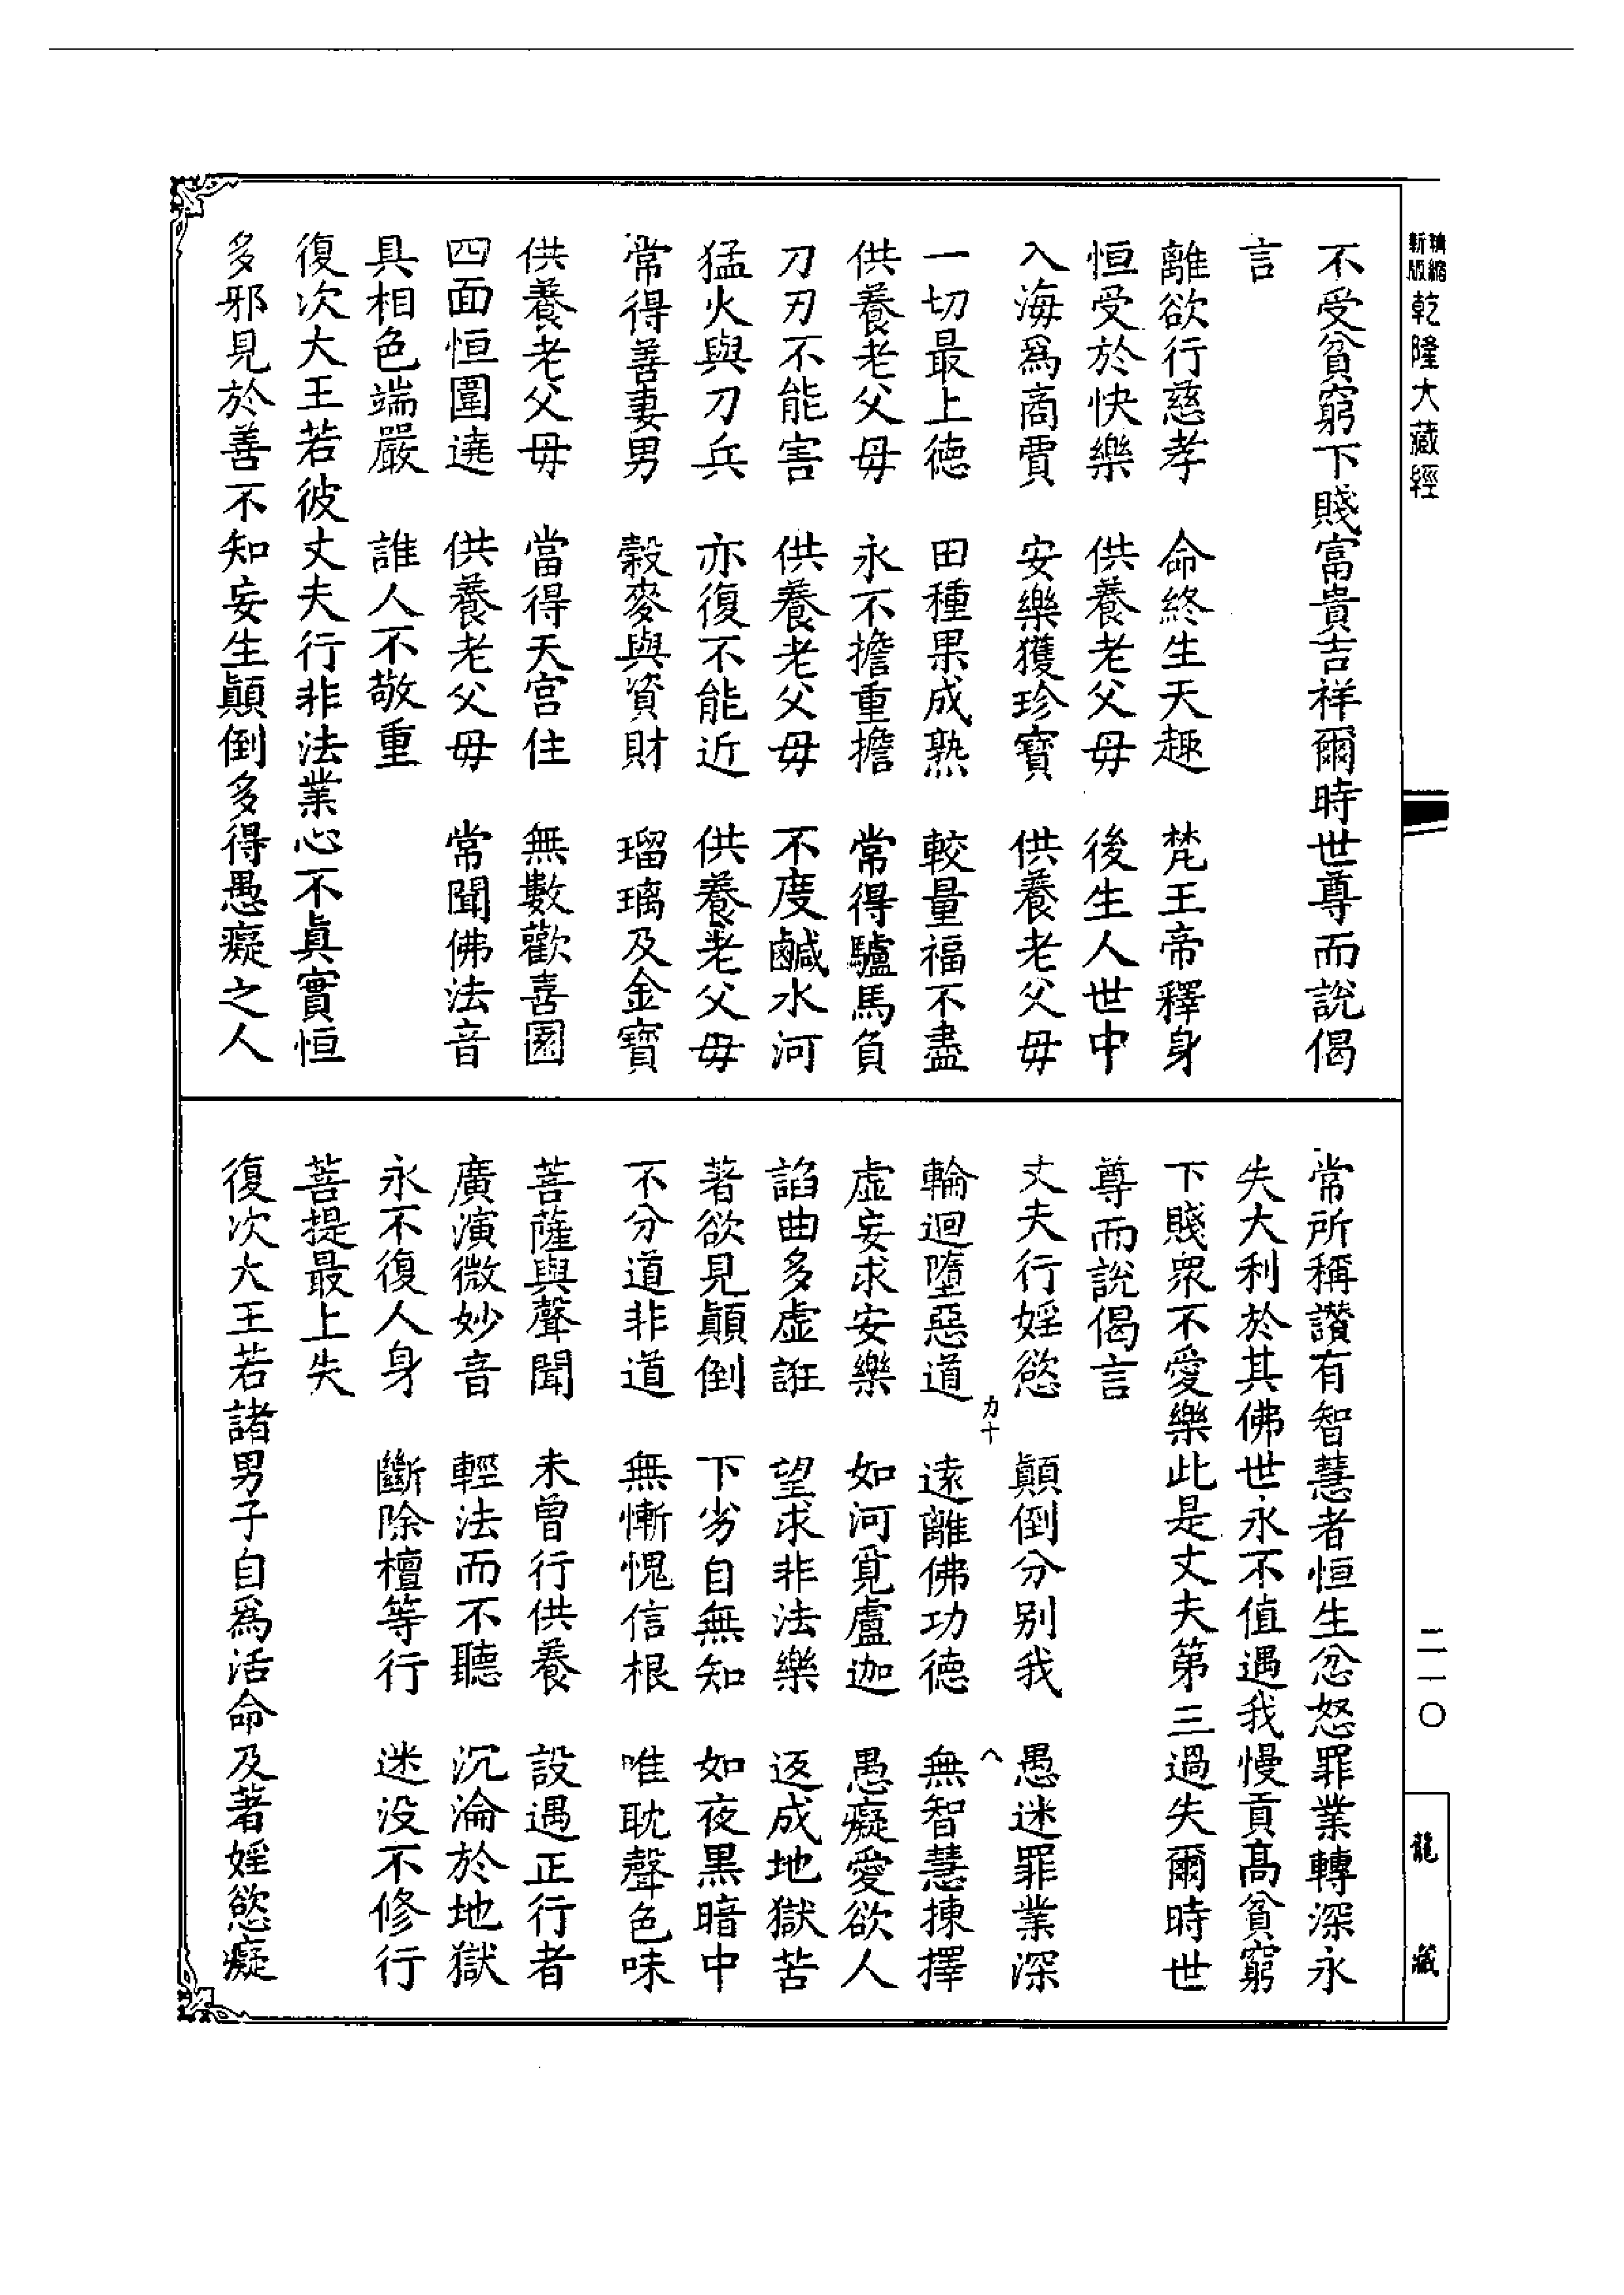 新版精縮乾隆大藏經
不受貧窮下賤富貴吉祥爾時世尊而說偈
言
離欲行慈孝　命終生天趣　梵王帝釋身
恒受於快樂　供養老父毋　後生人世中
入海爲商賈　安樂獲珍寶　供養老父毋
一切最上德　田種果成熟　較量福不盡
供養老父毋　永不擔重擔　常得驢馬負
刀刃不能害　供養老父毋　不度鹹水河
猛火與刀兵　亦復不能近　供養老父毋
常得善妻男　穀麥與資財　瑠璃及金寶
供養老父毋　當得天宮住　無數歡喜園
四面恒圍遶　供養老父毋　常聞佛法音
具相色端嚴　誰人不敬重
復次大王若彼丈夫行非法業心不眞實恒
多邪見於善不知妄生顚倒多得愚癡之人
常所稱讚有智慧者恒生忿怒罪業轉深永
失大利於其佛世永不值遇我慢貢高貧窮
下賤衆不愛樂此是丈夫第三過失爾時世
尊而說偈言
丈夫行婬慾　顚倒分别我　愚迷罪業深
力十　八
輪迴墮惡道　遠離佛功德　無智慧揀擇
虚妄求安樂　如河覓盧迦　愚癡愛欲人
諂曲多虚誑　望求非法樂　返成地獄苦
著欲見顚倒　下劣自無知　如夜黑暗中
不分道非道　無慚愧信根　唯耽聲色味
菩薩與聲聞　未曾行供養　設遇正行者
廣演微妙音　輕法而不聽　沉淪於地獄
永不復人身　斷除檀等行　迷没不修行
菩提最上失
復次大王若諸男子自爲活命及著婬慾癡
二一〇
龍藏